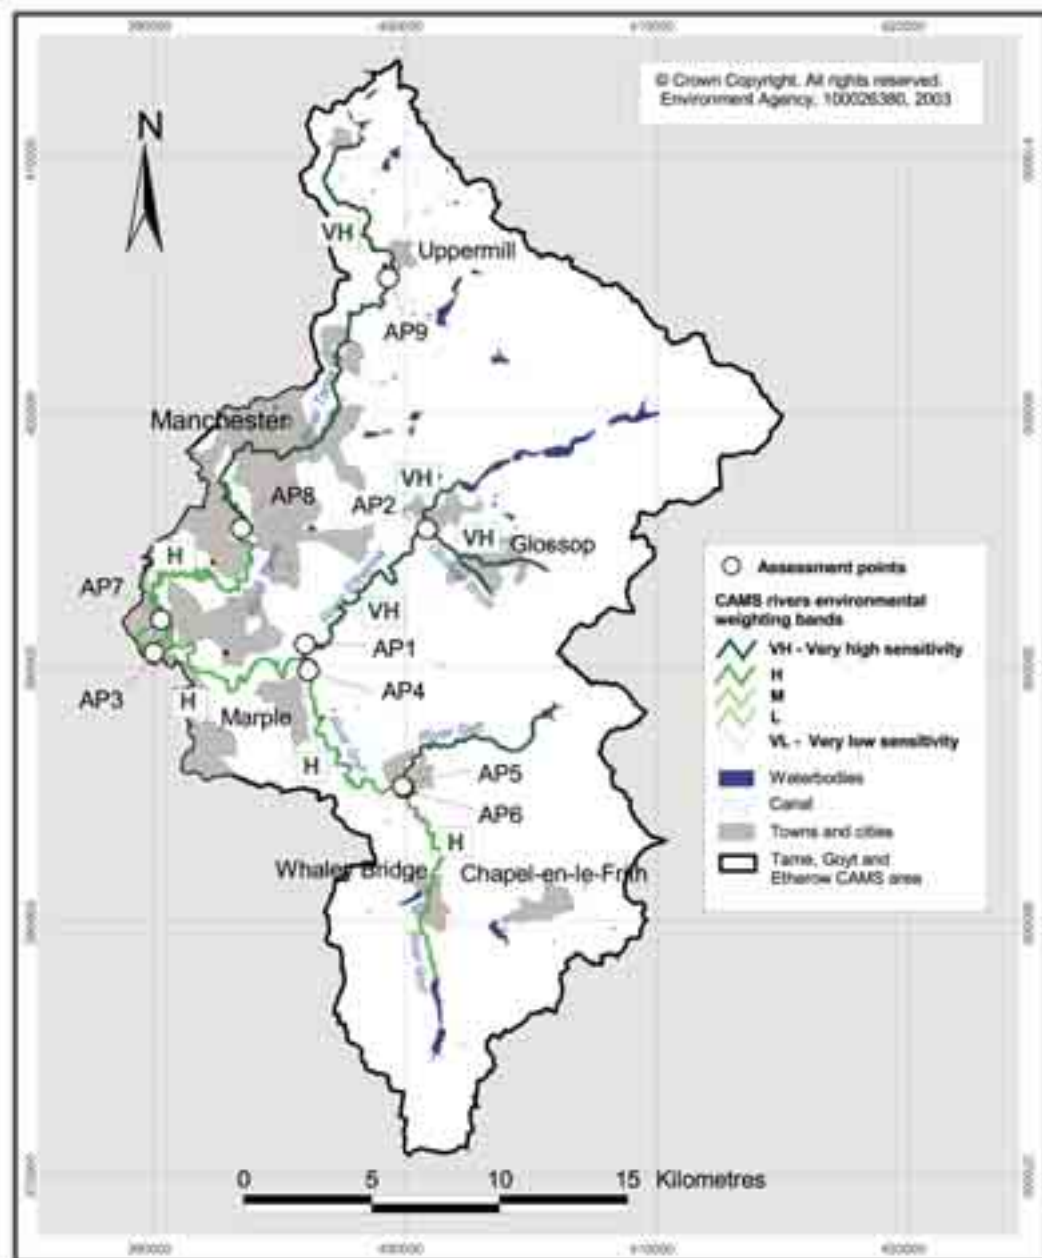 © Crown Copyright. All rights reserved.
Environment Agency, 100026380, 2003
N
VH
Uppermill
AP9
Manchester
VH
AP8
AP2
VH
Glossop
H
AP7
VH
AP1
AP3
H
AP4
Marple
H
AP5
AP6
H
Whaley Bridge
Chapel-en-le-Frith
Assessment points
CAMS rivers environmental
weighting bands
VH - Very high sensitivity
H
M
L
VL - Very low sensitivity
Waterbodies
Canal
Towns and cities
Tame, Goyt and
Etherow CAMS area
0 5 10 15 Kilometres